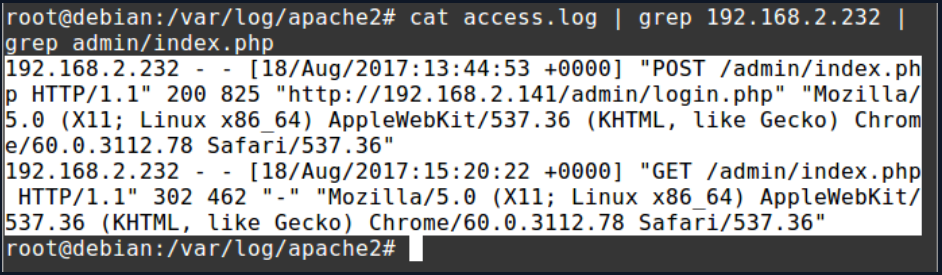 root@debian:/var/log/apache2# cat access.log | grep 192.168.2.232 |
grep admin/index.php
192.168.2.232 - - [18/Aug/2017:13:44:53 +0000] "POST /admin/index.ph
p HTTP/1.1" 200 825 "http://192.168.2.141/admin/login.php" "Mozilla/
5.0 (X11; Linux x86_64) AppleWebKit/537.36 (KHTML, like Gecko) Chrom
e/60.0.3112.78 Safari/537.36"
192.168.2.232 - - [18/Aug/2017:15:20:22 +0000] "GET /admin/index.php
 HTTP/1.1" 302 462 "-" "Mozilla/5.0 (X11; Linux x86_64) AppleWebKit/
537.36 (KHTML, like Gecko) Chrome/60.0.3112.78 Safari/537.36"
root@debian:/var/log/apache2#